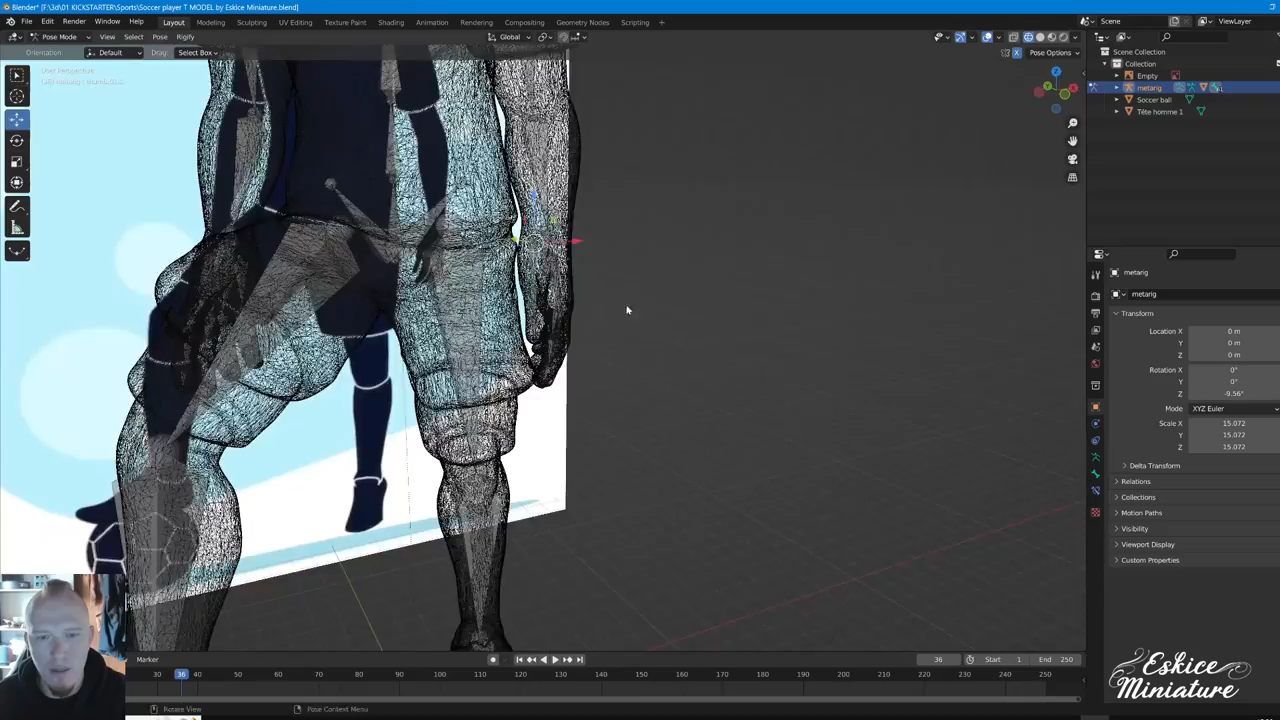 Blender* [F:\3d\01 KICKSTARTER\Sports\Soccer player T MODEL by Eskice Miniature.blend]
File Edit Render Window Help Layout Modeling Sculpting UV Editing Texture Paint Shading Animation Rendering Compositing Geometry Nodes Scripting Scene ViewLayer
Pose Mode View Select Pose Rigify Global
Orientation: Default Drag: Select Box Pose Options
Scene Collection
Collection
Empty
metarig
Soccer ball
Tête homme 1
User Perspective
metarig
metarig
Transform
Location X 0 m
Y 0 m
Z 0 m
Rotation X 0°
Y 0°
Z -9.56°
Mode XYZ Euler
Scale X 15.072
Y 15.072
Z 15.072
Delta Transform
Relations
Collections
Motion Paths
Visibility
Viewport Display
Custom Properties
Marker 36 Start 1 End 250
30 36 40 50 60 70 80 90 100 110 120 130 140 150 160 170 180 190 200 210 220 230 240 250
Rotate View Pose Context Menu
Eskice
Miniature